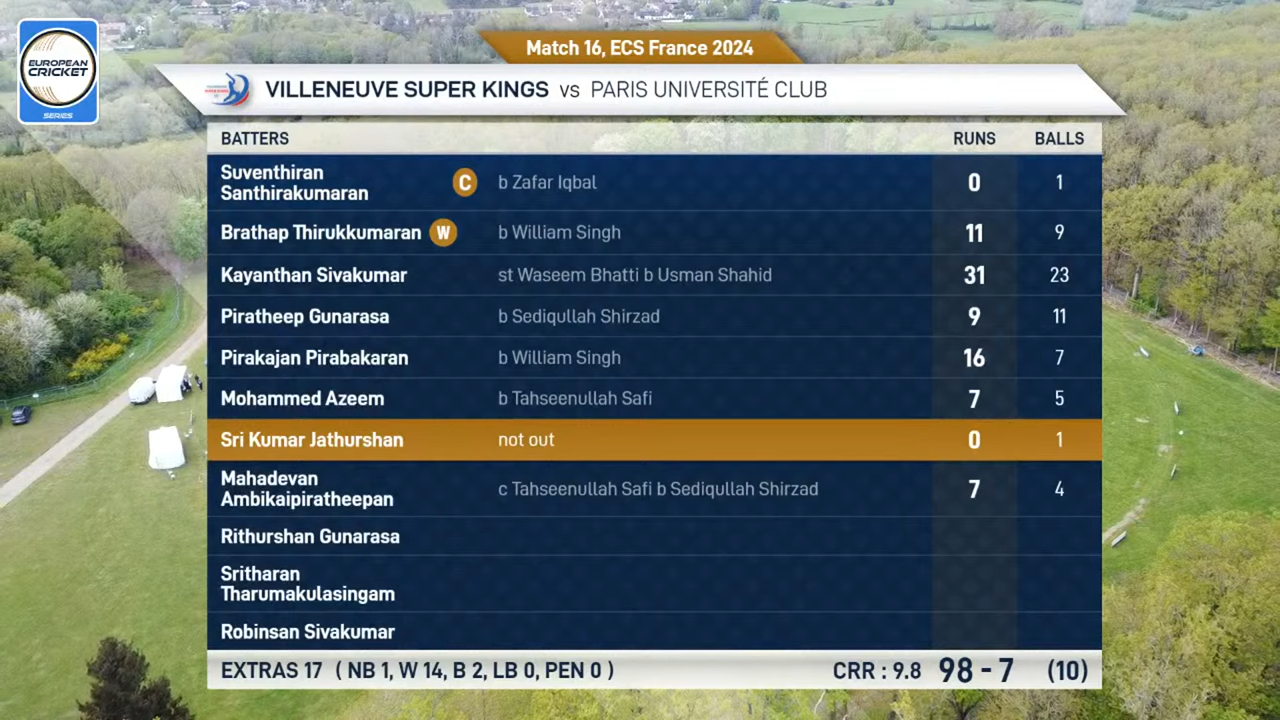 EUROPEAN
CRICKET
SERIES
Match 16, ECS France 2024
VILLENEUVE SUPER KINGS vs PARIS UNIVERSITÉ CLUB
BATTERS RUNS BALLS
Suventhiran
Santhirakumaran C b Zafar Iqbal 0 1
Brathap Thirukkumaran W b William Singh 11 9
Kayanthan Sivakumar st Waseem Bhatti b Usman Shahid 31 23
Piratheep Gunarasa b Sediqullah Shirzad 9 11
Pirakajan Pirabakaran b William Singh 16 7
Mohammed Azeem b Tahseenullah Safi 7 5
Sri Kumar Jathurshan not out 0 1
Mahadevan
Ambikaipiratheepan c Tahseenullah Safi b Sediqullah Shirzad 7 4
Rithurshan Gunarasa
Sritharan
Tharumakulasingam
Robinsan Sivakumar
EXTRAS 17 ( NB 1, W 14, B 2, LB 0, PEN 0 ) CRR : 9.8 98 - 7 (10)